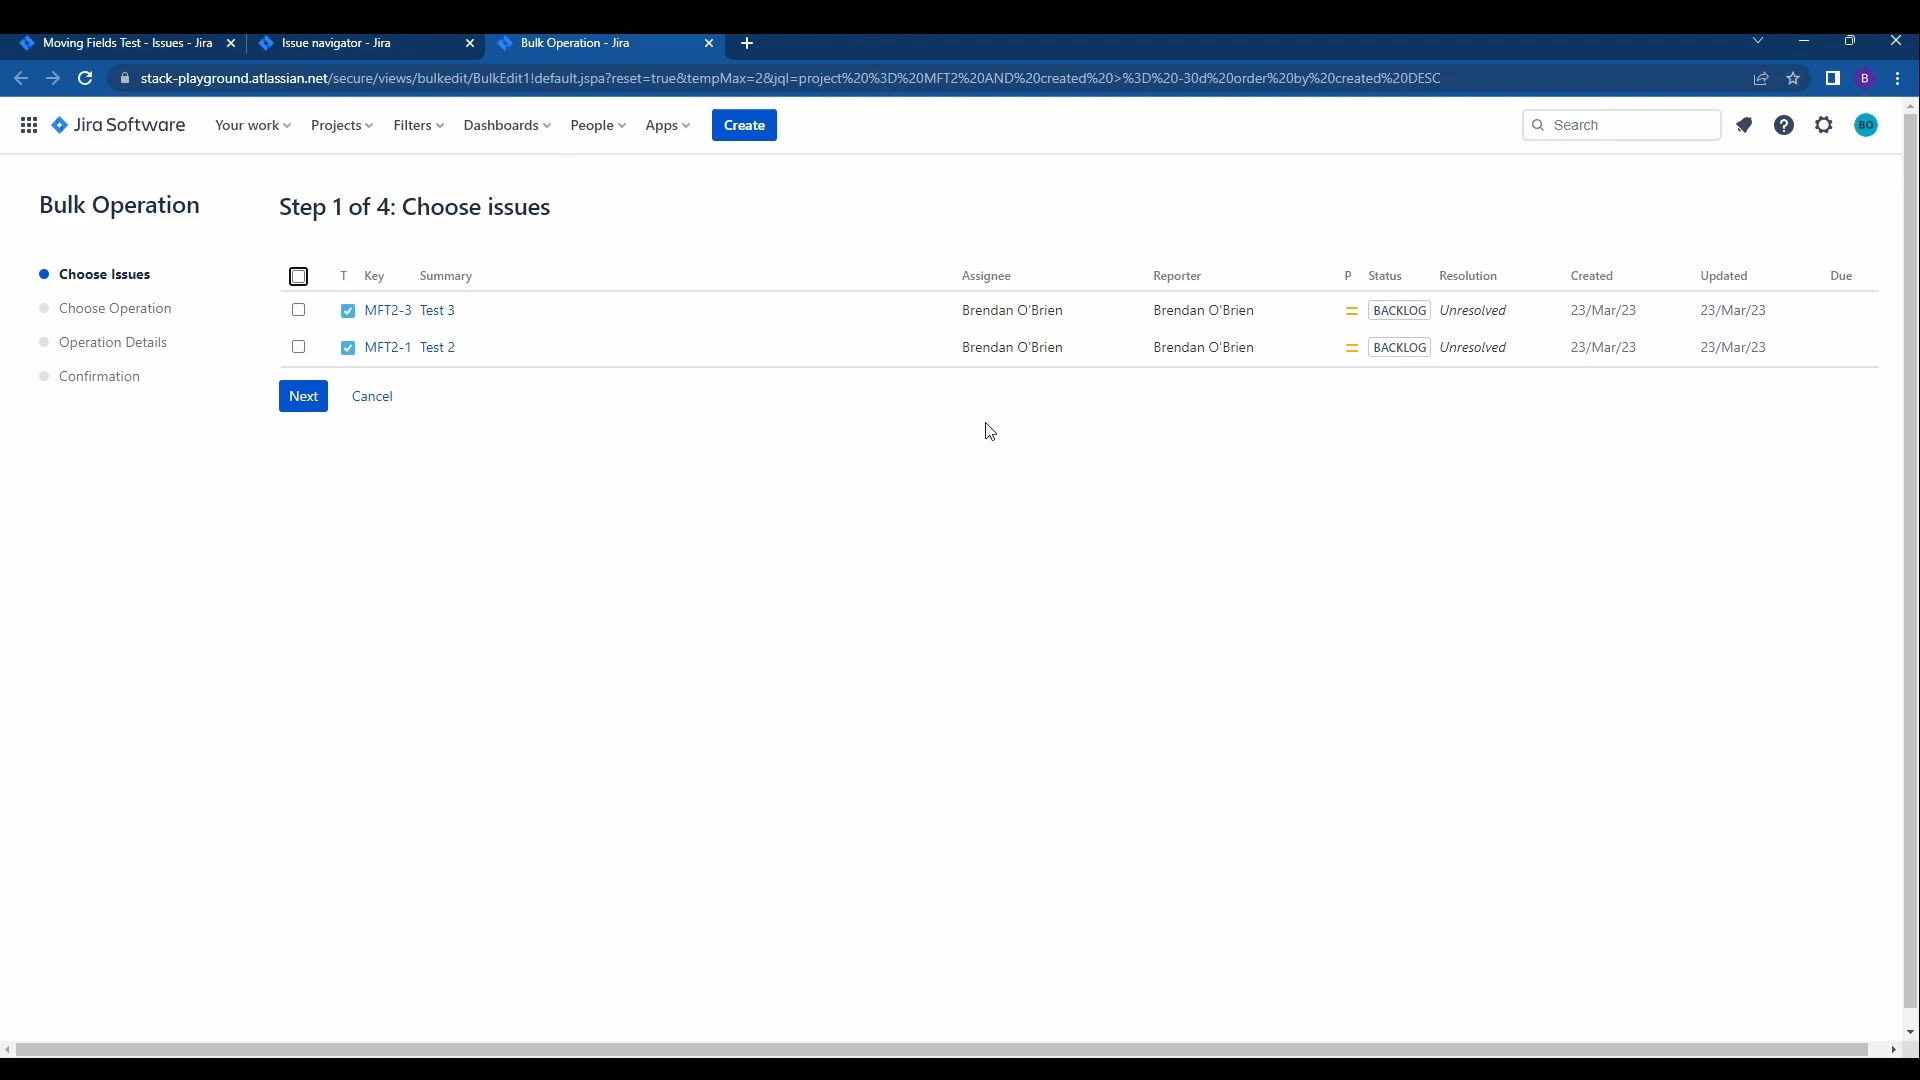 Moving Fields Test - Issues - Jira
Issue navigator - Jira
Bulk Operation - Jira
stack-playground.atlassian.net/secure/views/bulkedit/BulkEdit1!default.jspa?reset=true&tempMax=2&jql=project%20%3D%20MFT2%20AND%20created%20>%3D%20-30d%20order%20by%20created%20DESC
B
Jira Software
Your work
Projects
Filters
Dashboards
People
Apps
Create
Search
BO
Bulk Operation
Choose Issues
Choose Operation
Operation Details
Confirmation
Step 1 of 4: Choose issues
T Key Summary Assignee Reporter P Status Resolution Created Updated Due
MFT2-3 Test 3 Brendan O'Brien Brendan O'Brien BACKLOG Unresolved 23/Mar/23 23/Mar/23
MFT2-1 Test 2 Brendan O'Brien Brendan O'Brien BACKLOG Unresolved 23/Mar/23 23/Mar/23
Next Cancel